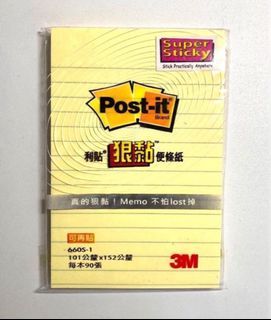 Super
Sticky
Stick Practically Anywhere
Post-it®
Brand
利貼® 狠黏™ 便條紙
真的狠黏！Memo 不怕lost掉
可再貼
660S-1
101公釐x152公釐
每本90張
3M